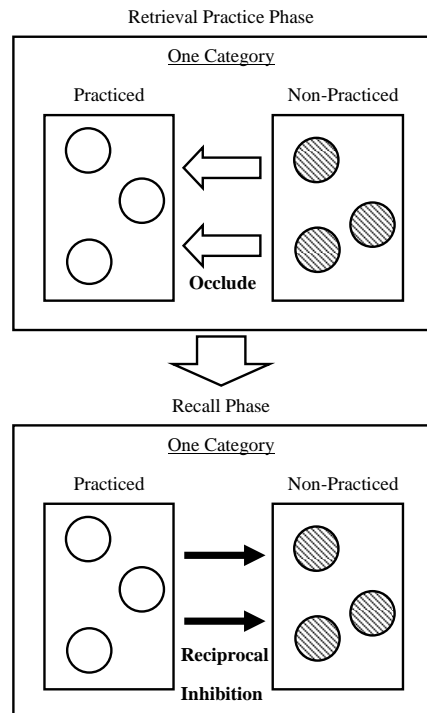 Retrieval Practice Phase
One Category
Practiced
Non-Practiced
Occlude
Recall Phase
One Category
Practiced
Non-Practiced
Reciprocal
Inhibition